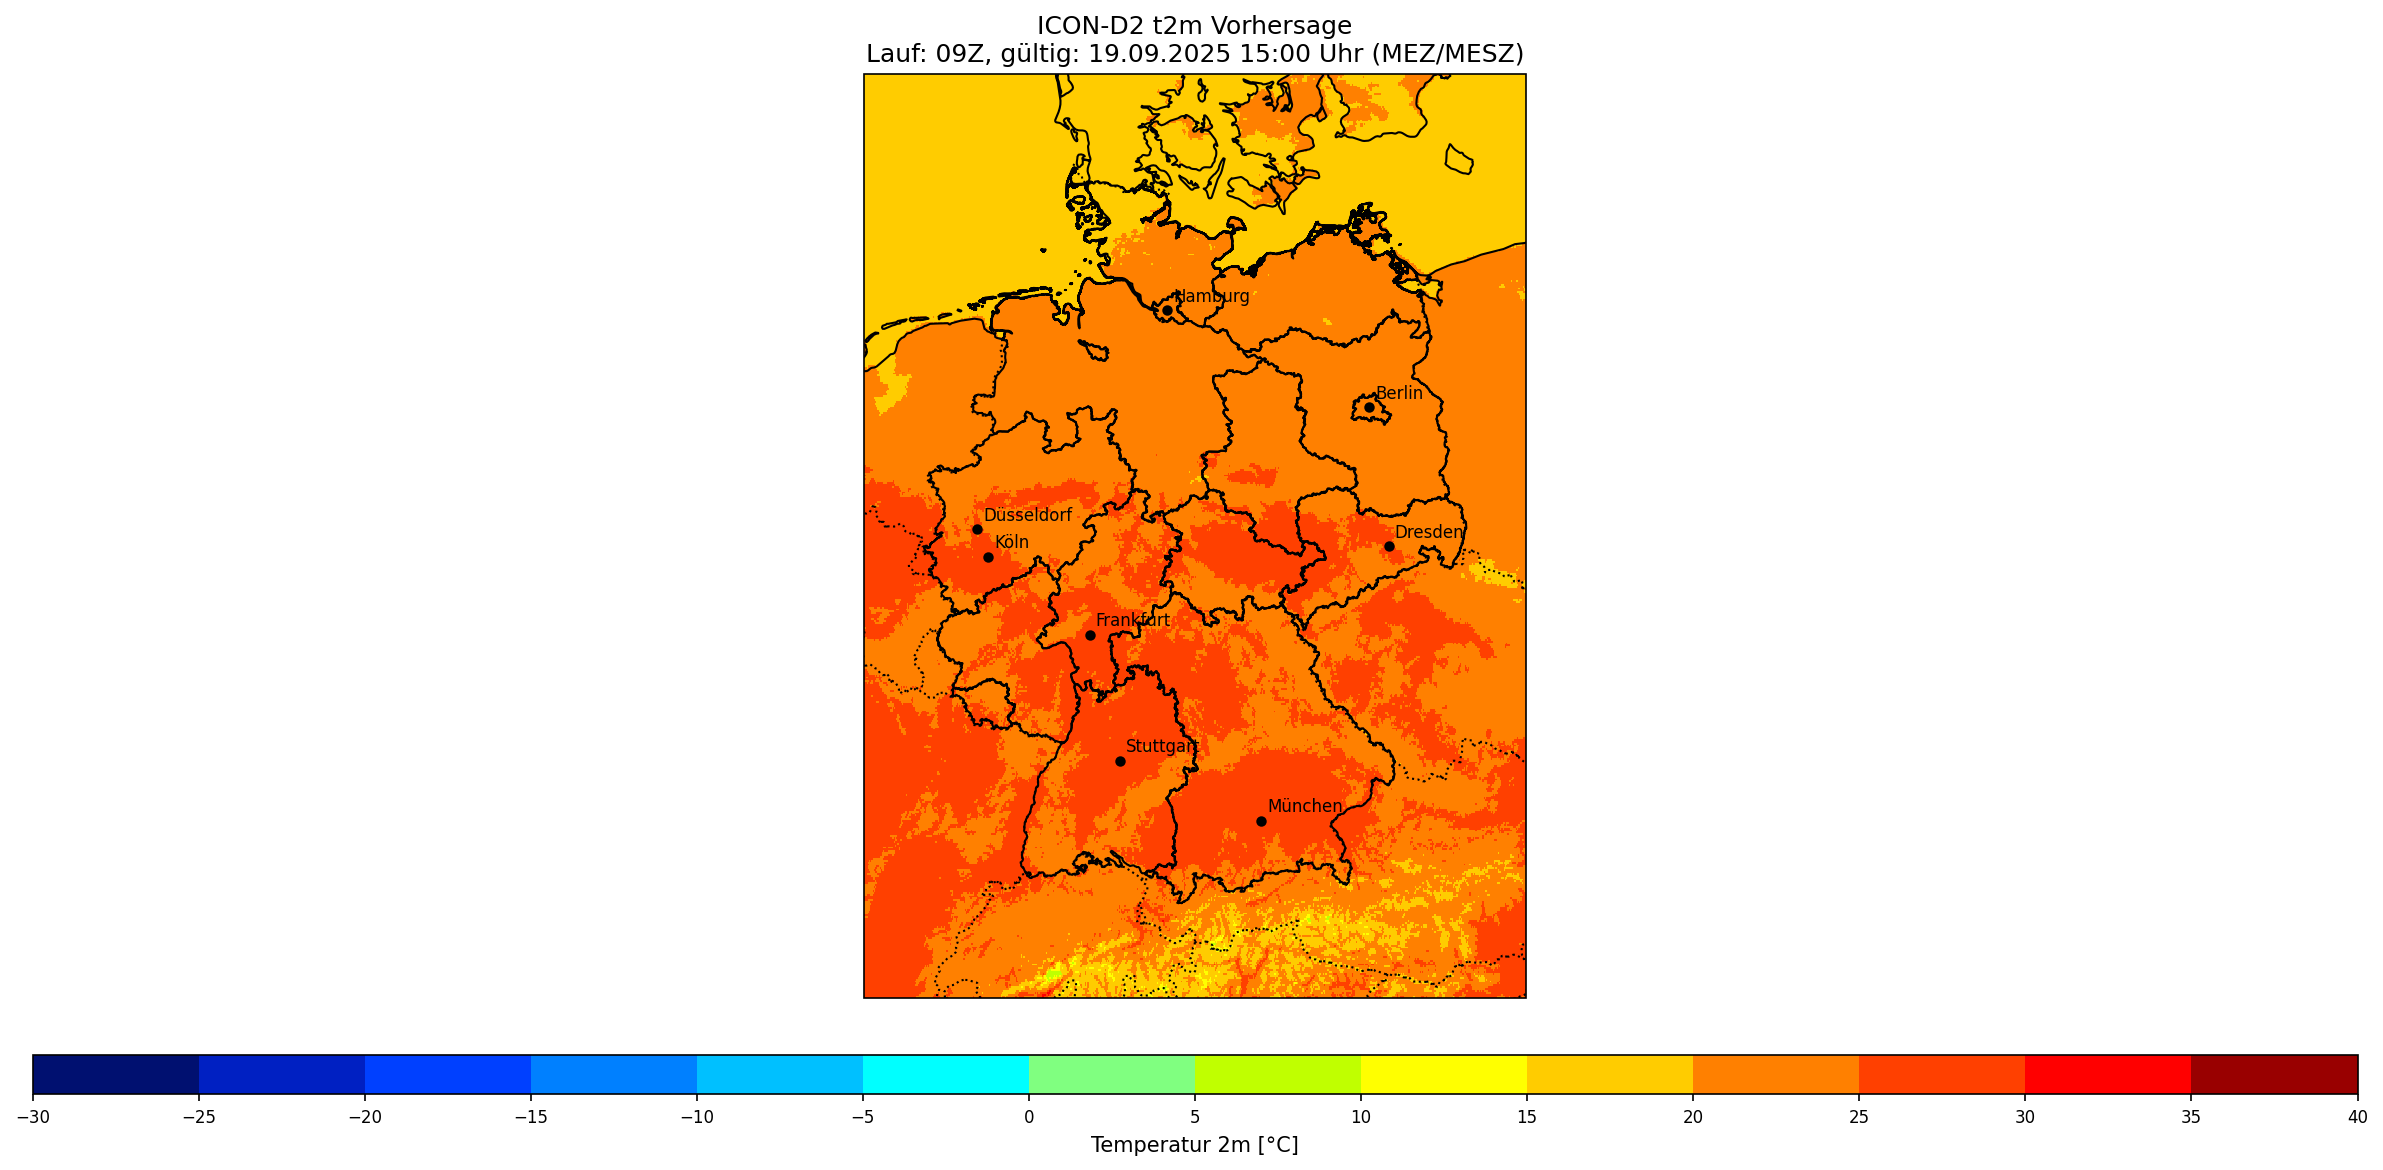 ICON-D2 t2m Vorhersage
Lauf: 09Z, gültig: 19.09.2025 15:00 Uhr (MEZ/MESZ)
Hamburg
Berlin
Düsseldorf
Dresden
Köln
Frankfurt
Stuttgart
München
−30 −25 −20 −15 −10 −5 0 5 10 15 20 25 30 35 40
Temperatur 2m [°C]